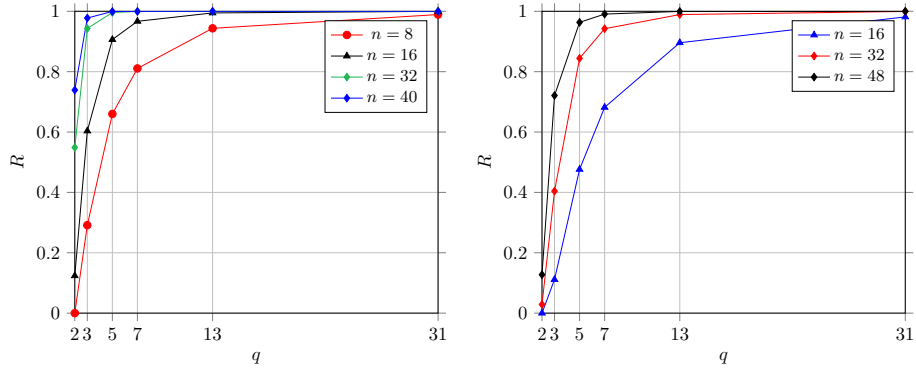 1
0.8
0.6
0.4
0.2
0
R
2 3 5 7 13 31
q
n = 8
n = 16
n = 32
n = 40
1
0.8
0.6
0.4
0.2
0
R
2 3 5 7 13 31
q
n = 16
n = 32
n = 48